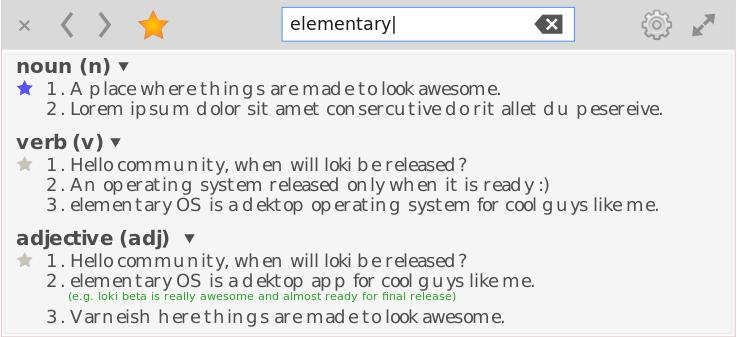 elementary
noun (n)
1. A place where things are made to look awesome.
2. Lorem ipsum dolor sit amet consercutive do rit allet du pesereive.
verb (v)
1. Hello community, when will loki be released?
2. An operating system released only when it is ready :)
3. elementary OS is a dektop operating system for cool guys like me.
adjective (adj)
1. Hello community, when will loki be released?
2. elementary OS is a dektop app for cool guys like me.
(e.g. loki beta is really awesome and almost ready for final release)
3. Varneish here things are made to look awesome.